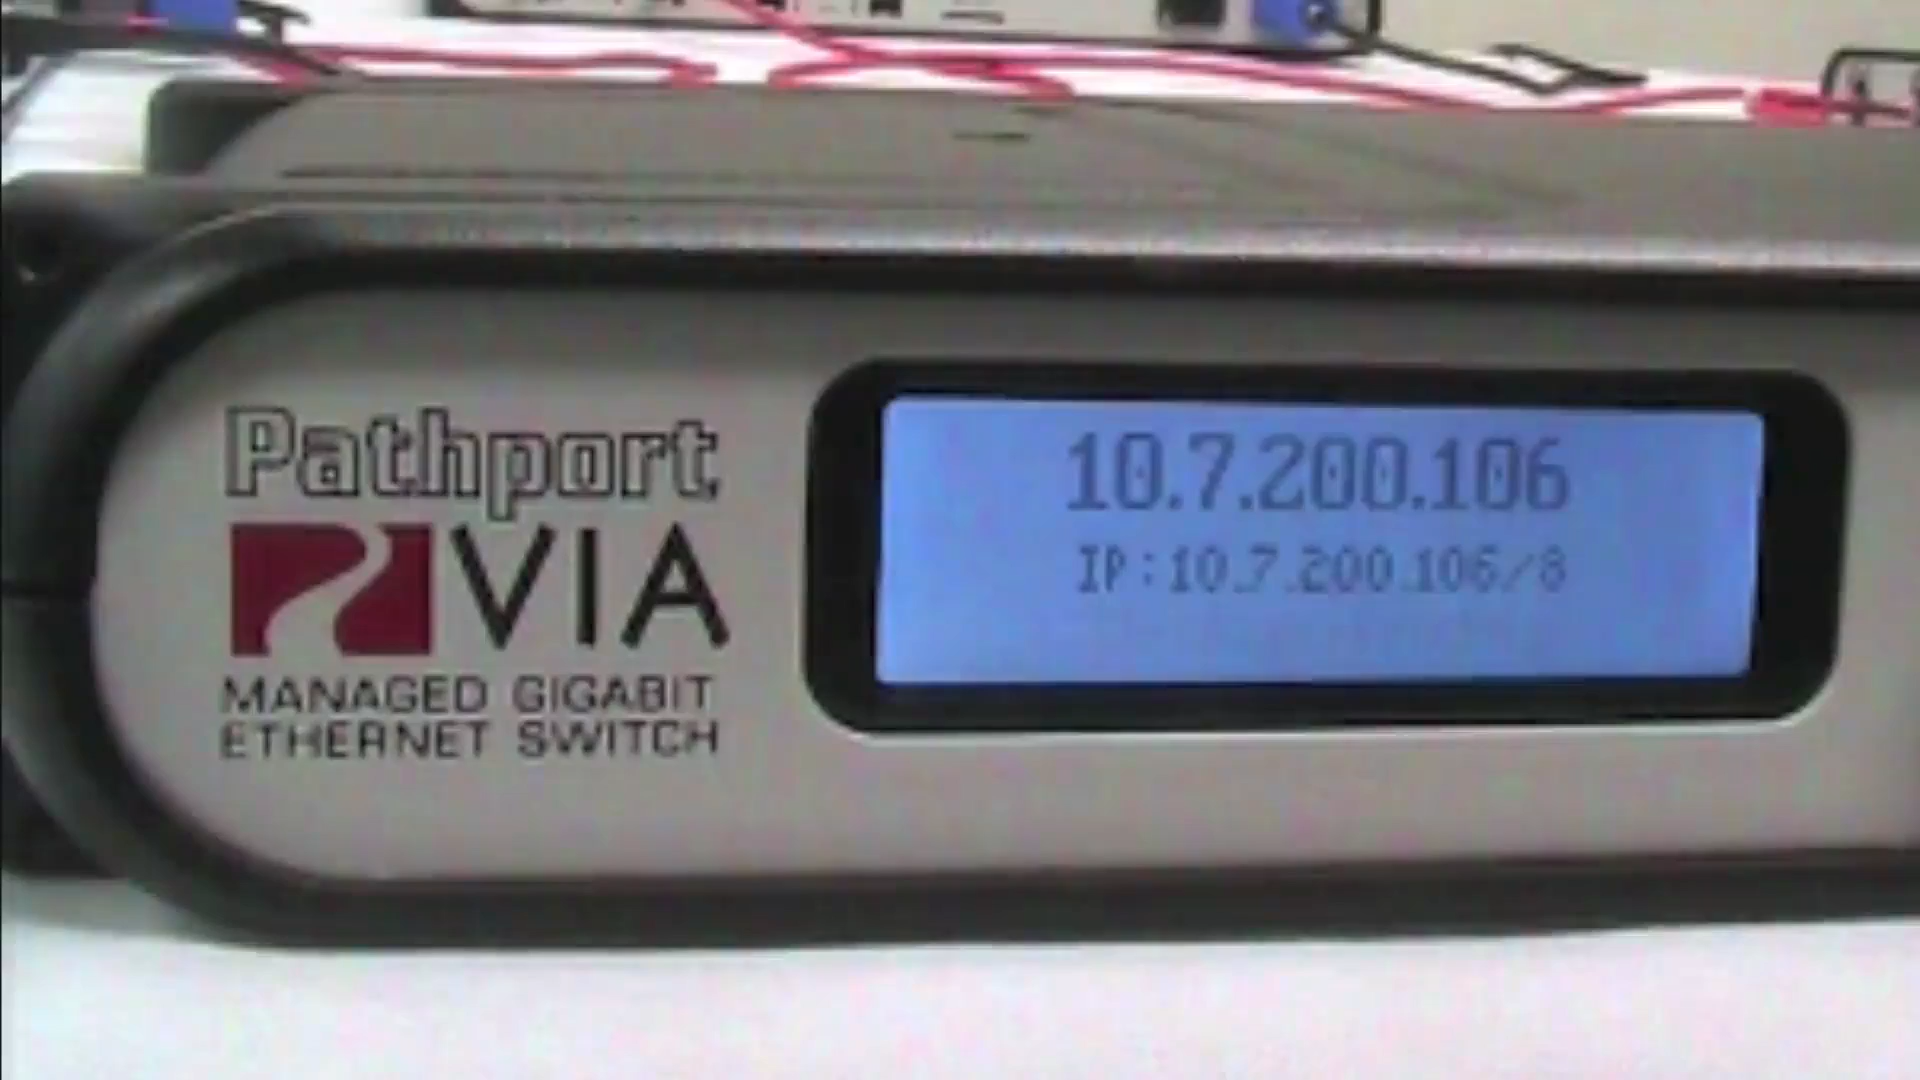 Pathport
VIA
MANAGED GIGABIT
ETHERNET SWITCH
10.7.200.106
IP:10.7.200.106/8